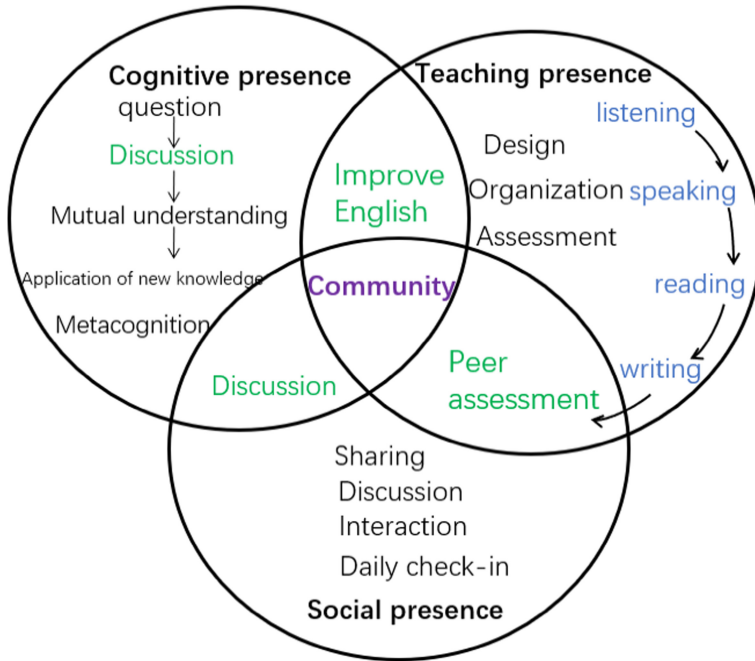 Cognitive presence
question
Discussion
Mutual understanding
Application of new knowledge
Metacognition
Teaching presence
listening
Design
Organization speaking
Assessment
reading
writing
Improve
English
Community
Discussion
Peer
assessment
Sharing
Discussion
Interaction
Daily check-in
Social presence